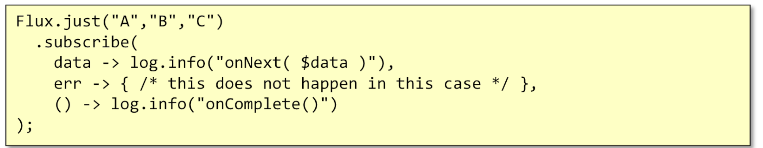 Flux.just("A","B","C")
  .subscribe(
    data -> log.info("onNext( $data )"),
    err -> { /* this does not happen in this case */ },
    () -> log.info("onComplete()")
);